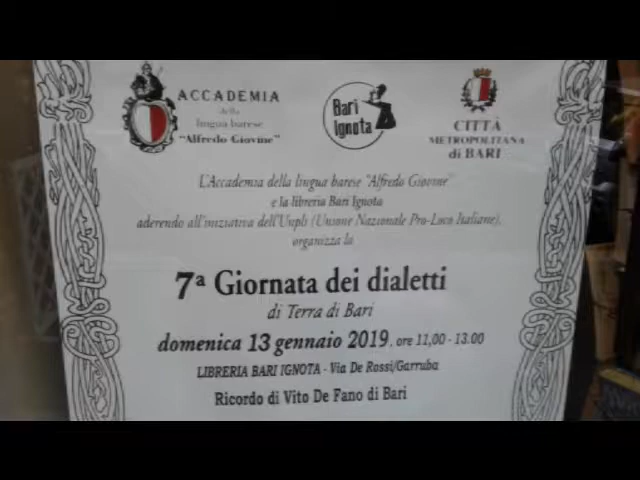 ACCADEMIA
della
lingua barese
"Alfredo Giovine"
Bari
Ignota
CITTÀ
METROPOLITANA
di BARI
L'Accademia della lingua barese "Alfredo Giovine"
e la libreria Bari Ignota
aderendo all'iniziativa dell'Unpli (Unione Nazionale Pro-Loco Italiane),
organizza la
7ª Giornata dei dialetti
di Terra di Bari
domenica 13 gennaio 2019, ore 11,00 - 13.00
LIBRERIA BARI IGNOTA - Via De Rossi/Garruba
Ricordo di Vito De Fano di Bari